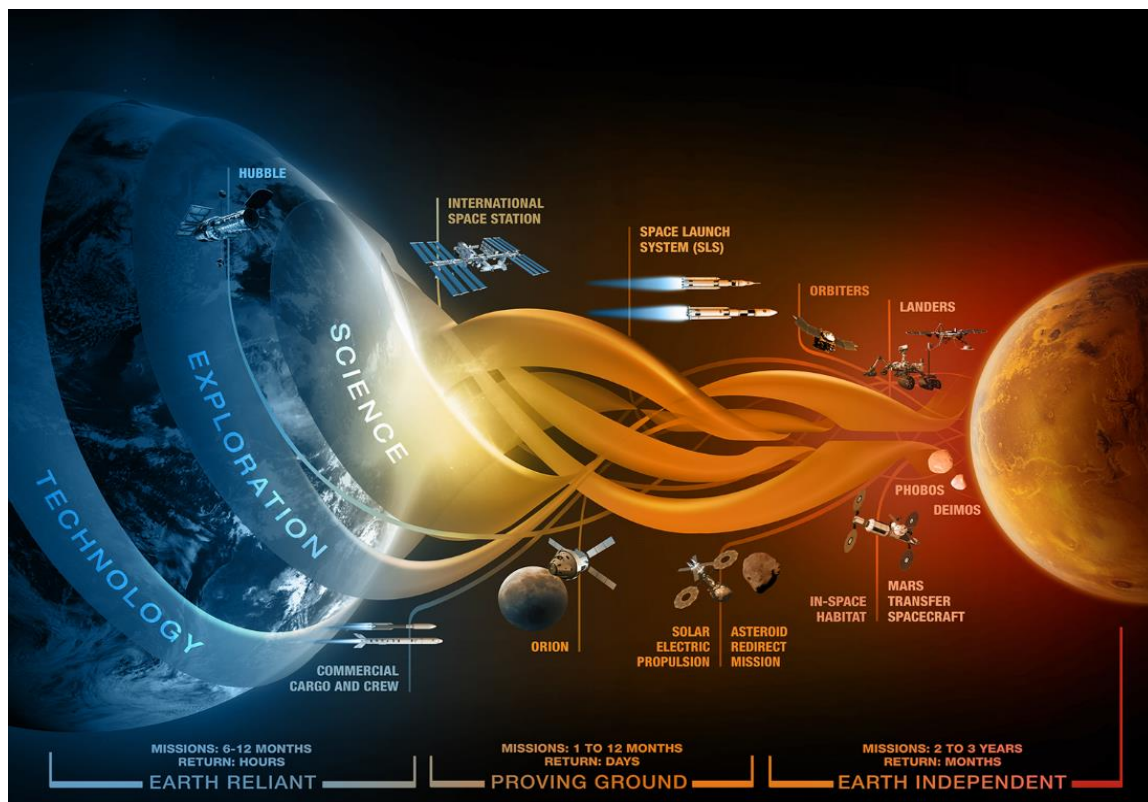 HUBBLE
INTERNATIONAL
SPACE STATION
SPACE LAUNCH
SYSTEM (SLS)
ORBITERS
LANDERS
SCIENCE
EXPLORATION
TECHNOLOGY
PHOBOS
DEIMOS
COMMERCIAL
CARGO AND CREW
ORION
SOLAR
ELECTRIC
PROPULSION
ASTEROID
REDIRECT
MISSION
IN-SPACE
HABITAT
MARS
TRANSFER
SPACECRAFT
MISSIONS: 6-12 MONTHS
RETURN: HOURS
EARTH RELIANT
MISSIONS: 1 TO 12 MONTHS
RETURN: DAYS
PROVING GROUND
MISSIONS: 2 TO 3 YEARS
RETURN: MONTHS
EARTH INDEPENDENT